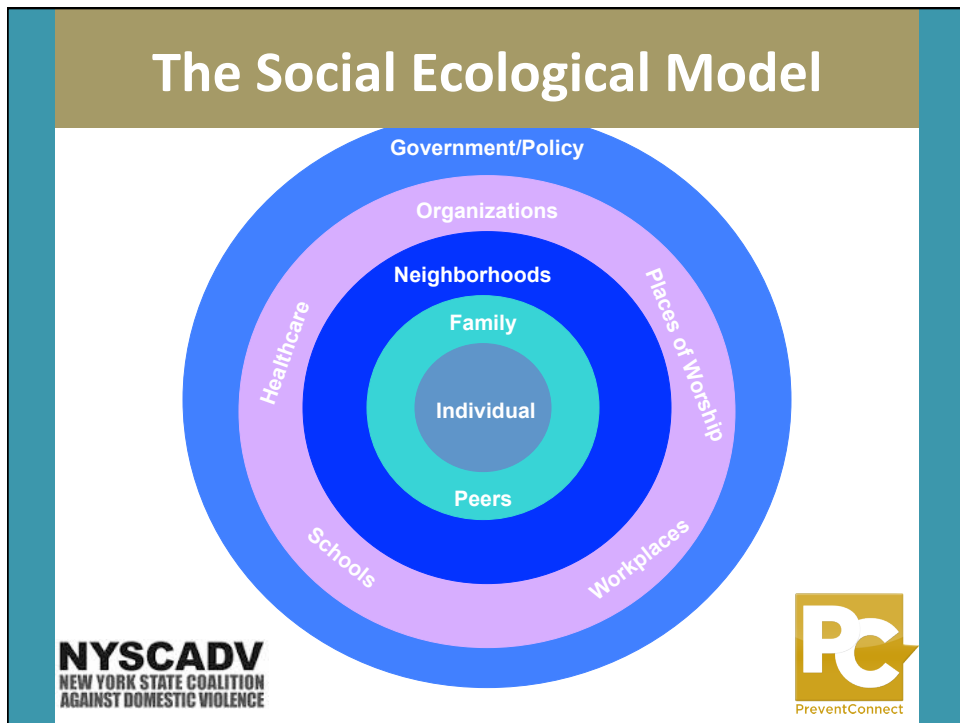 The Social Ecological Model
Government/Policy
Organizations
Neighborhoods
Healthcare
Places of Worship
Family
Individual
Peers
Schools
Workplaces
NYSCADV
NEW YORK STATE COALITION
AGAINST DOMESTIC VIOLENCE
PC
PreventConnect